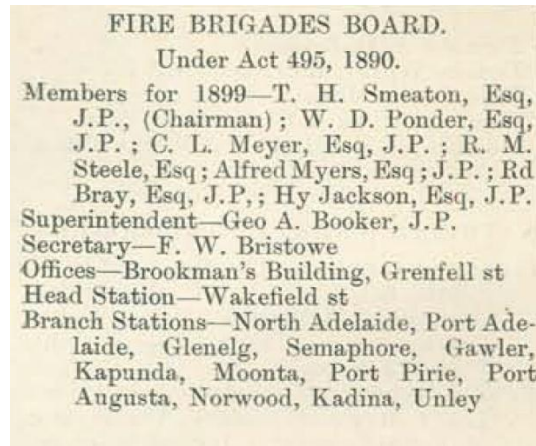 FIRE BRIGADES BOARD.
Under Act 495, 1890.
Members for 1899—T. H. Smeaton, Esq,
J.P., (Chairman) ; W. D. Ponder, Esq,
J.P. ; C. L. Meyer, Esq, J.P. ; R. M.
Steele, Esq ; Alfred Myers, Esq ; J.P. ; Rd
Bray, Esq, J.P, ; Hy Jackson, Esq, J.P.
Superintendent—Geo A. Booker, J.P.
Secretary—F. W. Bristowe
Offices—Brookman's Building, Grenfell st
Head Station—Wakefield st
Branch Stations—North Adelaide, Port Ade-
laide, Glenelg, Semaphore, Gawler,
Kapunda, Moonta, Port Pirie, Port
Augusta, Norwood, Kadina, Unley